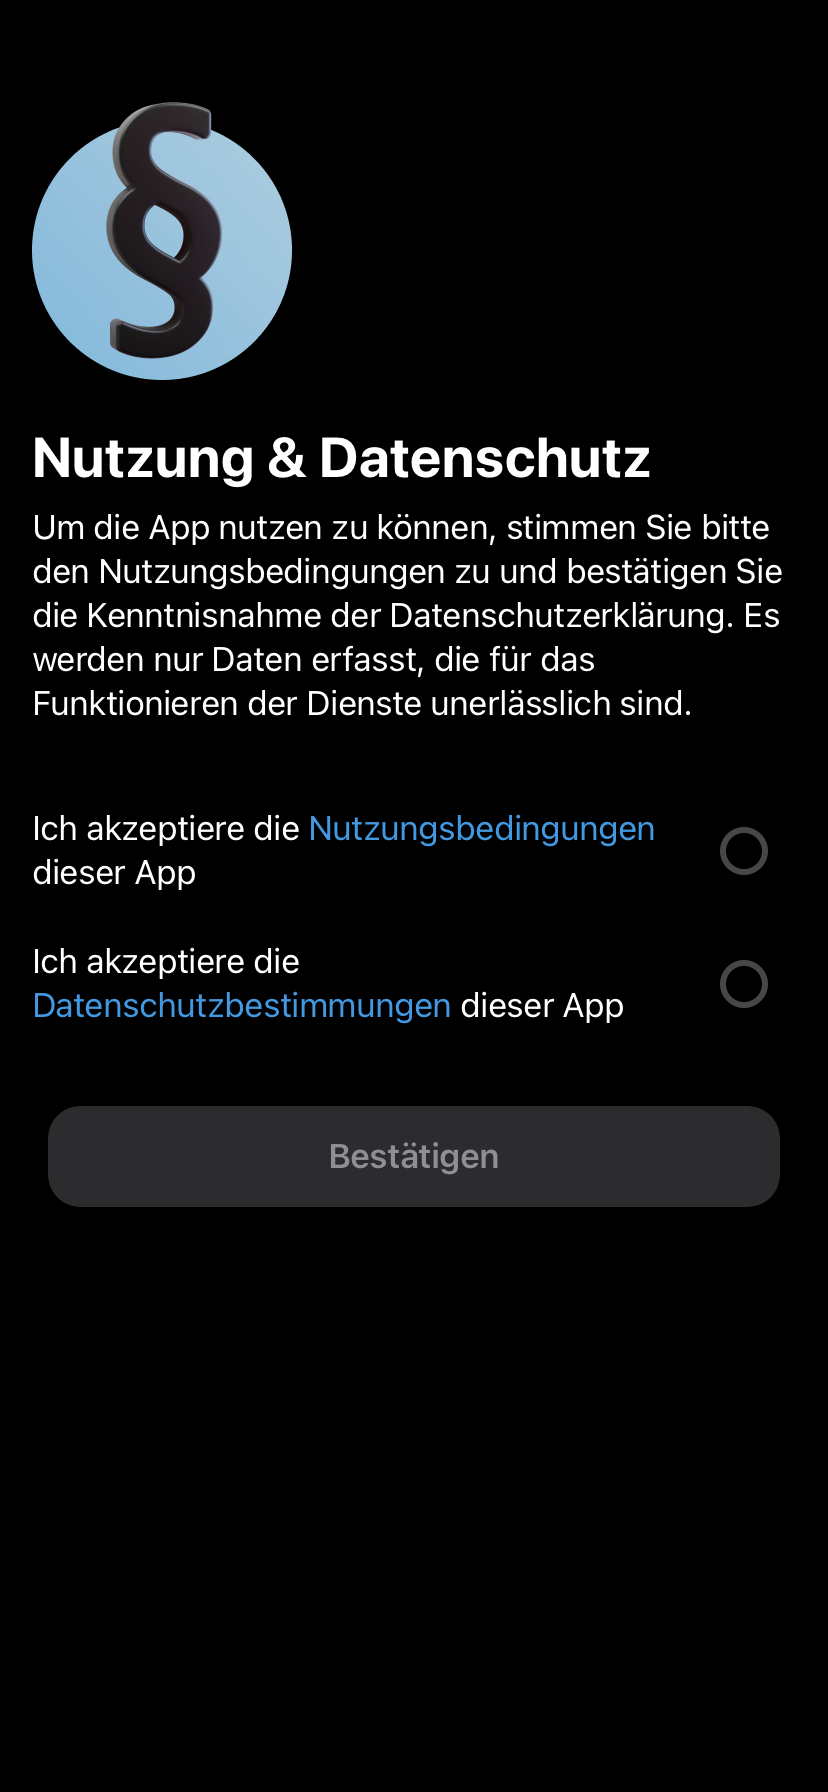 §
Nutzung & Datenschutz
Um die App nutzen zu können, stimmen Sie bitte
den Nutzungsbedingungen zu und bestätigen Sie
die Kenntnisnahme der Datenschutzerklärung. Es
werden nur Daten erfasst, die für das
Funktionieren der Dienste unerlässlich sind.
Ich akzeptiere die Nutzungsbedingungen
dieser App
Ich akzeptiere die
Datenschutzbestimmungen dieser App
Bestätigen